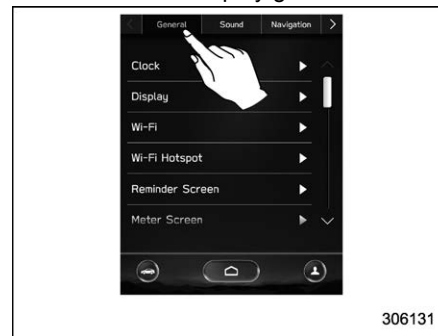 General Sound Navigation
Clock
Display
Wi-Fi
Wi-Fi Hotspot
Reminder Screen
Meter Screen
306131